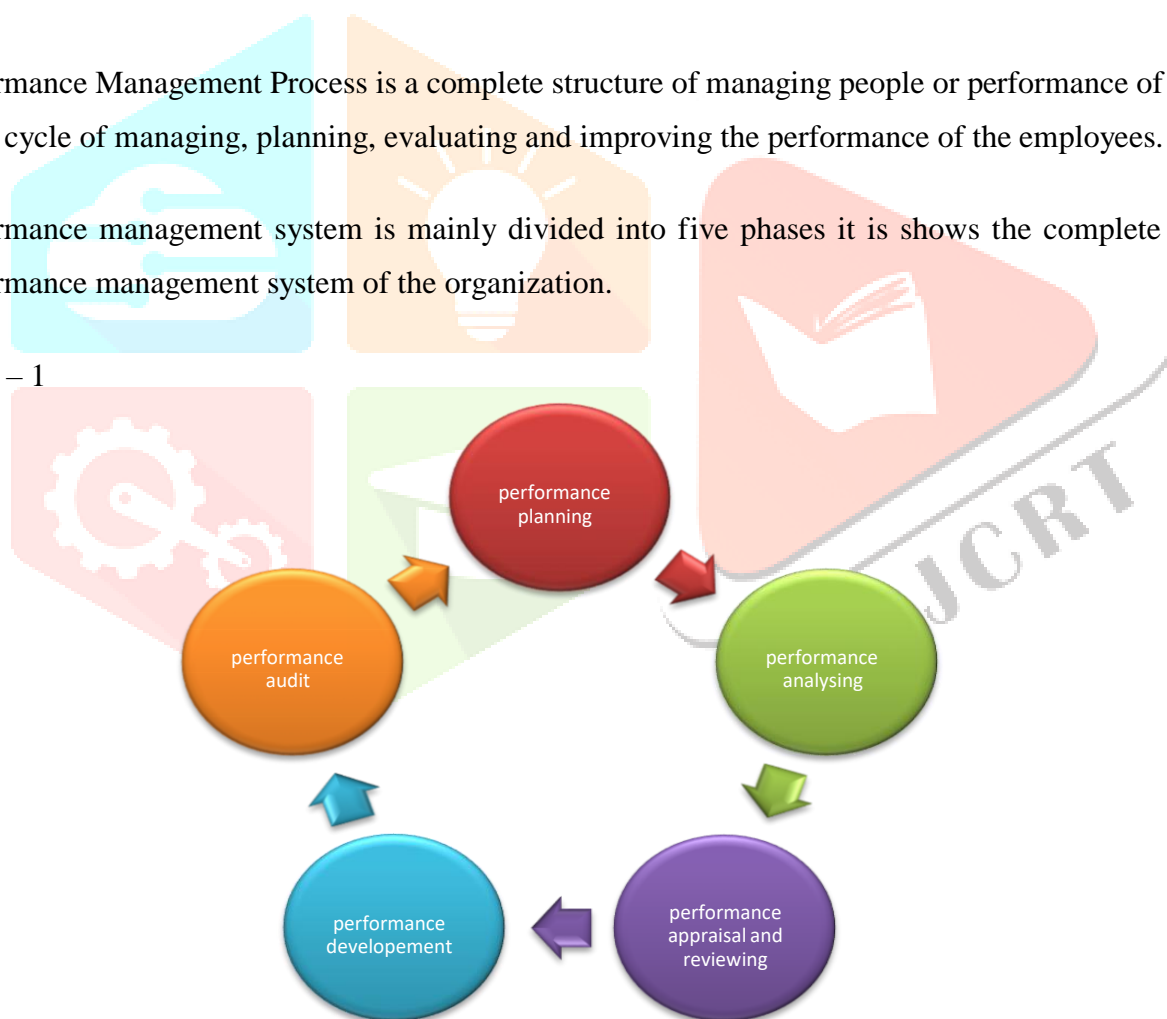 rmance Management Process is a complete structure of managing people or performance of
cycle of managing, planning, evaluating and improving the performance of the employees.
rmance management system is mainly divided into five phases it is shows the complete
rmance management system of the organization.
– 1
performance
planning
performance
audit
performance
analysing
JCRT
performance
developement
performance
appraisal and
reviewing